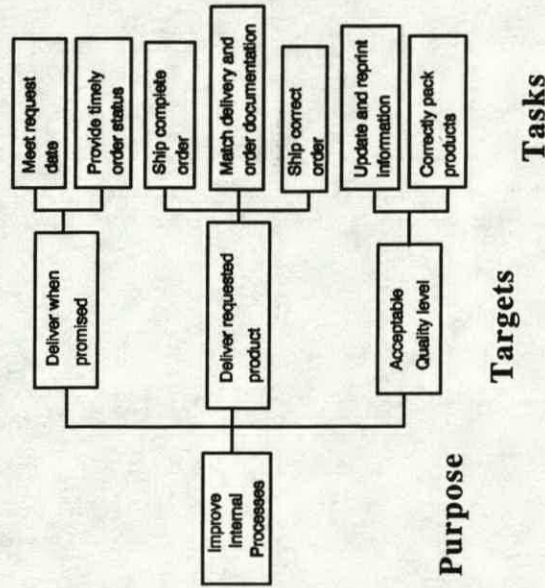 Improve
Internal
Processes
Deliver when
promised
Deliver requested
product
Acceptable
Quality level
Meet request
date
Provide timely
order status
Ship complete
order
Match delivery and
order documentation
Ship correct
order
Update and reprint
information
Correctly pack
products
Purpose
Targets
Tasks